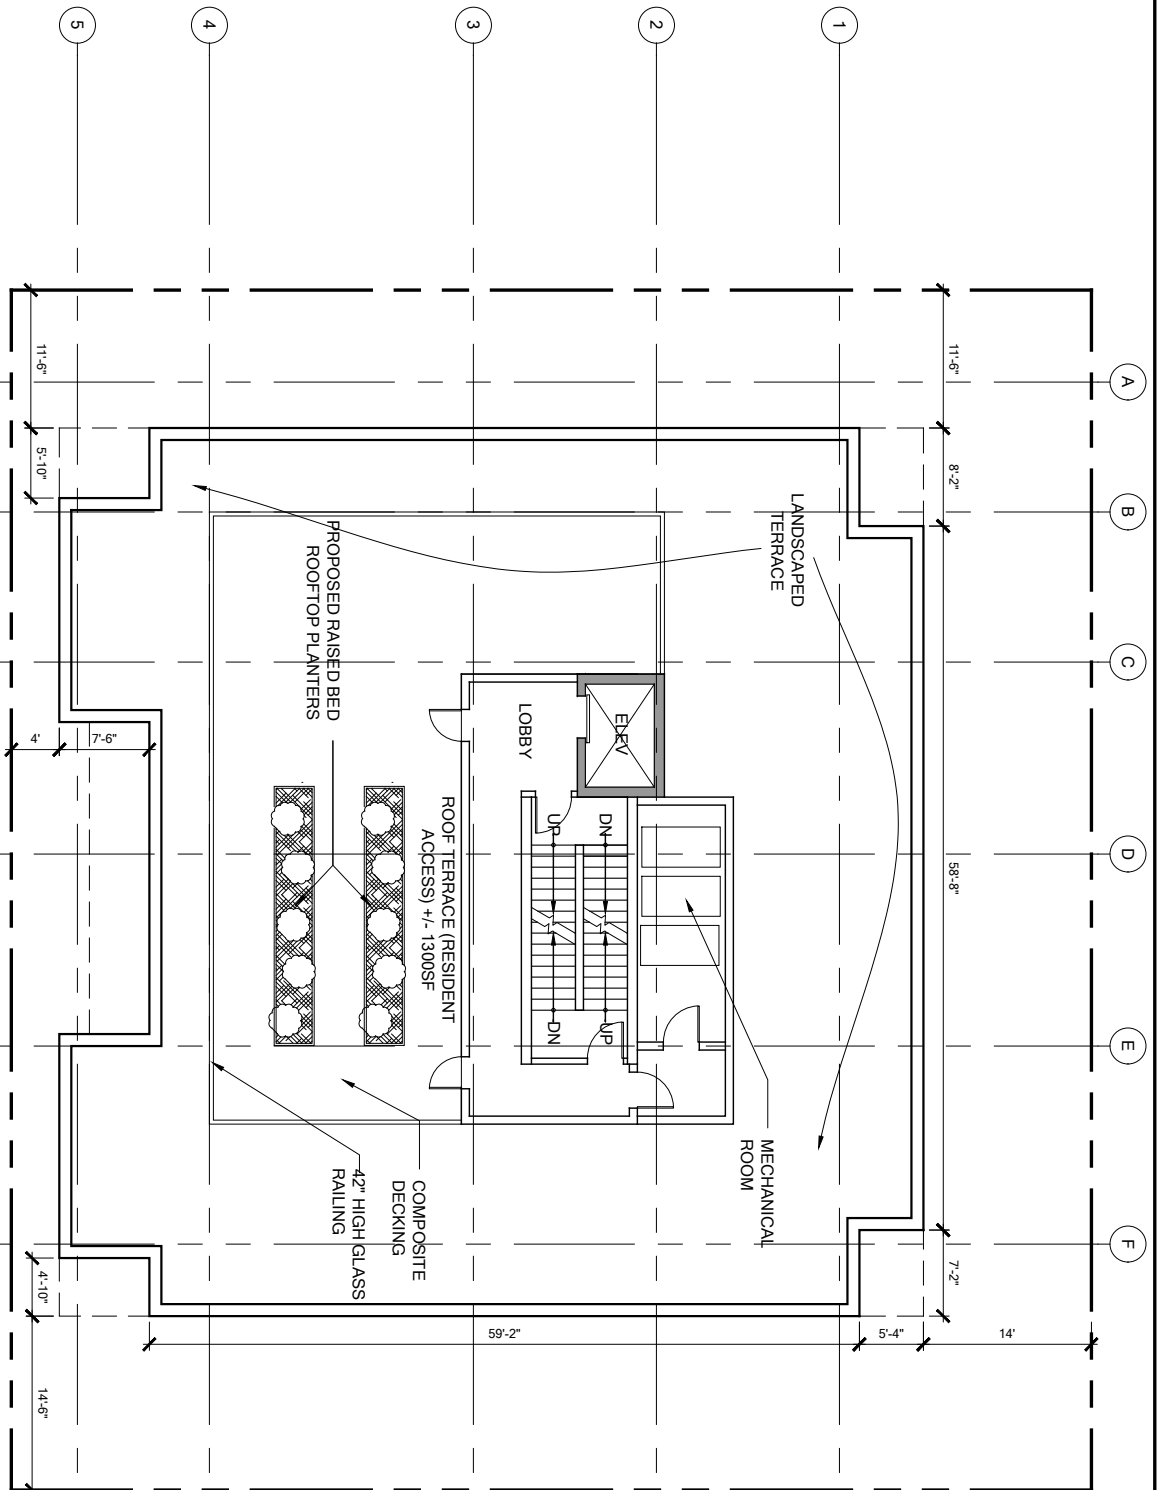 5
4
3
2
1
A
B
C
D
E
F
11'-6"
8'-2"
58'-8"
7'-2"
11'-6"
5'-10"
4'
7'-6"
4'-10"
14'-6"
59'-2"
5'-4"
14'
LANDSCAPED
TERRACE
PROPOSED RAISED BED
ROOFTOP PLANTERS
LOBBY
ELEV
UP
DN
DN
UP
ROOF TERRACE (RESIDENT
ACCESS) +/- 1300SF
MECHANICAL
ROOM
COMPOSITE
DECKING
42" HIGH GLASS
RAILING